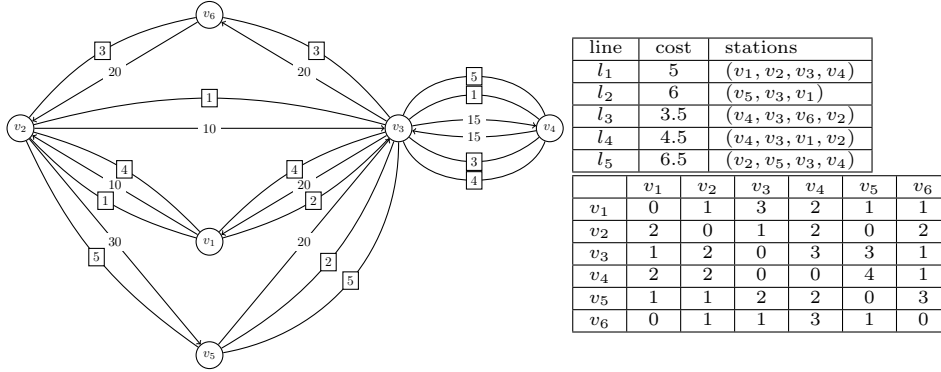 v6
3
3
20
20
1
5
1
v2
10
v3
15
v4
15
4
4
3
10
20
4
1
2
v1
30
20
5
2
5
v5
line cost stations
l1 5 (v1, v2, v3, v4)
l2 6 (v5, v3, v1)
l3 3.5 (v4, v3, v6, v2)
l4 4.5 (v4, v3, v1, v2)
l5 6.5 (v2, v5, v3, v4)
v1 v2 v3 v4 v5 v6
v1 0 1 3 2 1 1
v2 2 0 1 2 0 2
v3 1 2 0 3 3 1
v4 2 2 0 0 4 1
v5 1 1 2 2 0 3
v6 0 1 1 3 1 0